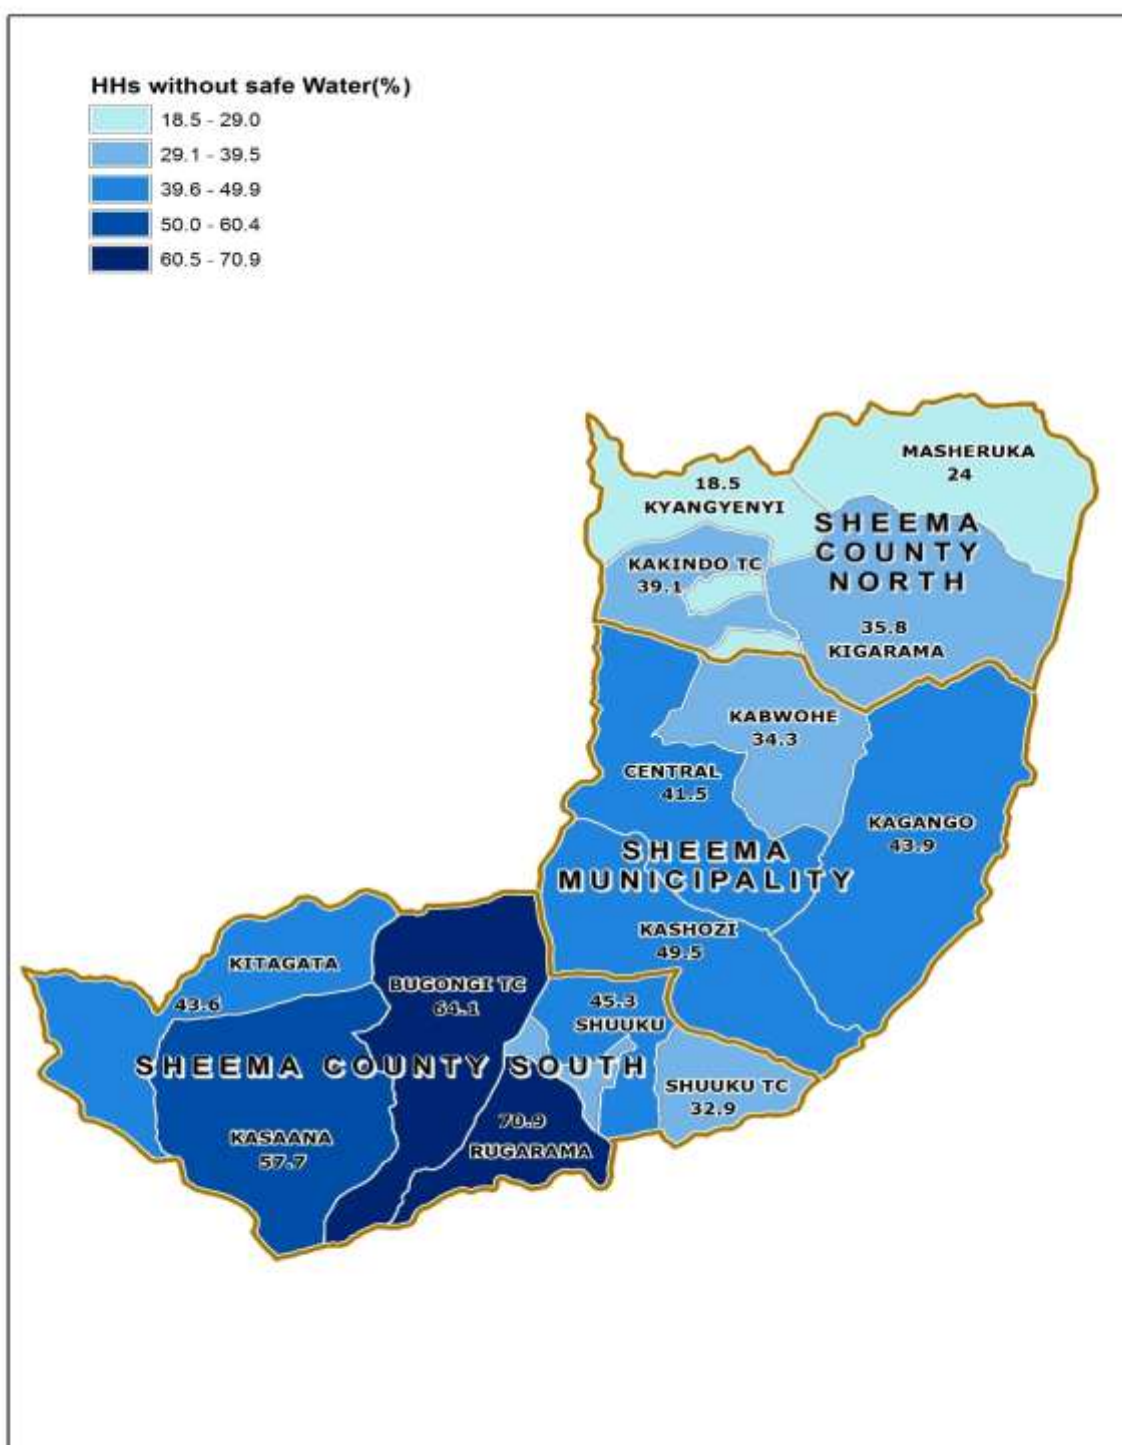 HHs without safe Water(%)
18.5 - 29.0
29.1 - 39.5
39.6 - 49.9
50.0 - 60.4
60.5 - 70.9
MASHERUKA
24
18.5
KYANGYENYI
SHEEMA
COUNTY
NORTH
KAKINDO TC
39.1
35.8
KIGARAMA
KABWOHE
34.3
CENTRAL
41.5
KAGANGO
43.9
SHEEMA
MUNICIPALITY
KASHOZI
49.5
KITAGATA
43.6
BUGONGI TC
64.1
45.3
SHUUKU
SHEEMA COUNTY SOUTH
SHUUKU TC
32.9
KASAANA
57.7
70.9
RUGARAMA